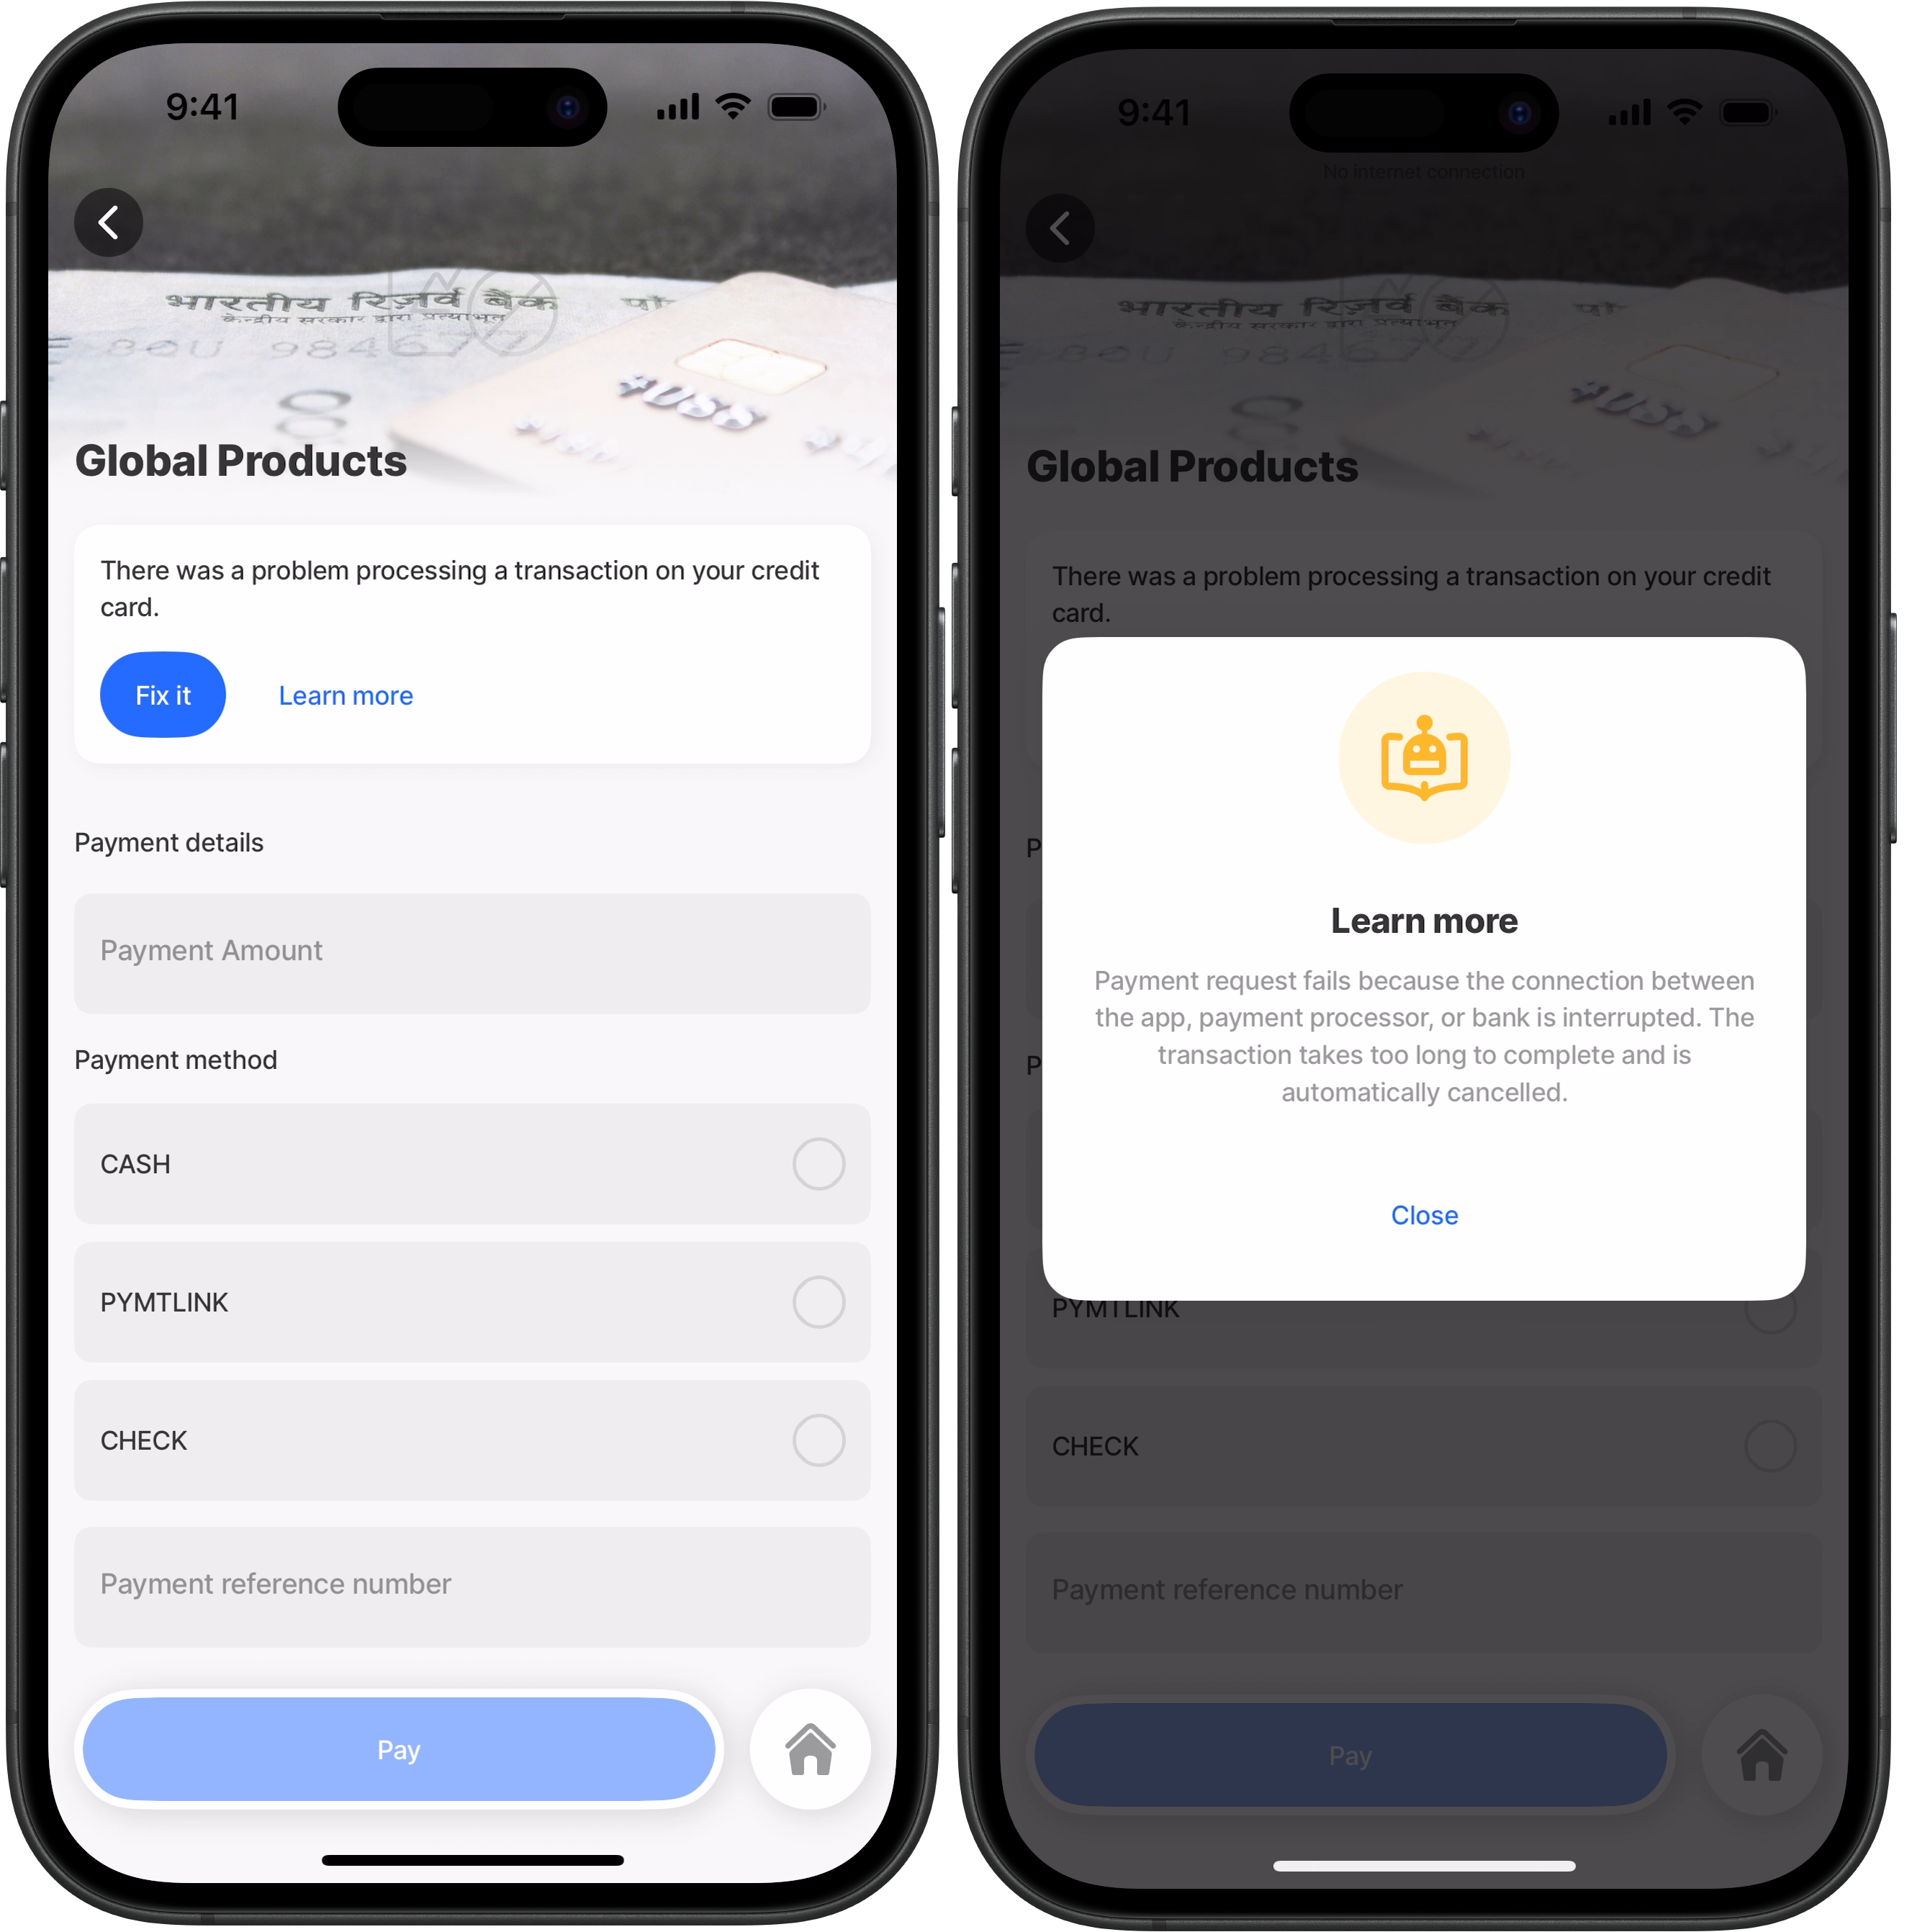 9:41
भारतीय रिज़र्व बैंक
केन्द्रीय सरकार द्वारा प्रत्याभूत
Global Products
There was a problem processing a transaction on your credit
card.
Fix it
Learn more
Payment details
Payment Amount
Payment method
CASH
PYMTLINK
CHECK
Payment reference number
Pay
9:41
No internet connection
भारतीय रिज़र्व बैंक
केन्द्रीय सरकार द्वारा प्रत्याभूत
Global Products
There was a problem processing a transaction on your credit
card.
Learn more
Payment request fails because the connection between
the app, payment processor, or bank is interrupted. The
transaction takes too long to complete and is
automatically cancelled.
Close
PYMTLINK
CHECK
Payment reference number
Pay